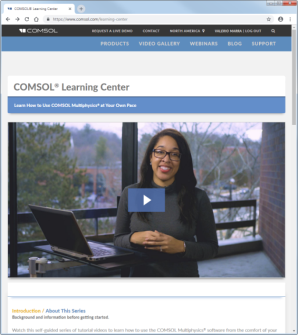 COMSOL® Learning Center
https://www.comsol.com/learning-center
COMSOL
REQUEST A LIVE DEMO CONTACT NORTH AMERICA LOG OUT
PRODUCTS VIDEO GALLERY WEBINARS BLOG SUPPORT
COMSOL® Learning Center
Learn How to Use COMSOL Multiphysics® at Your Own Pace
Introduction / About This Series
Background and information before getting started.
Watch this self guided series of tutorial videos to learn how to use the COMSOL Multiphysics® software from the comfort of your